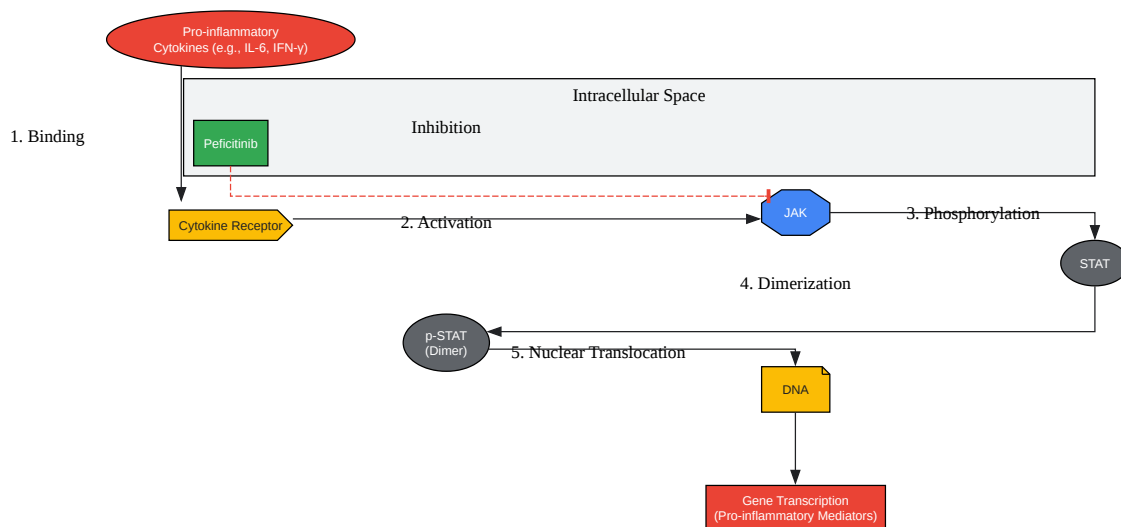 Pro-inflammatory
Cytokines (e.g., IL-6, IFN-γ)
Intracellular Space
Inhibition
1. Binding
Peficitinib
Cytokine Receptor
2. Activation
JAK
3. Phosphorylation
STAT
4. Dimerization
p-STAT
(Dimer)
5. Nuclear Translocation
DNA
Gene Transcription
(Pro-inflammatory Mediators)